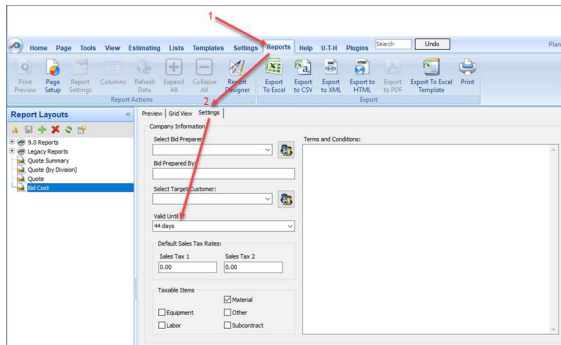 1
Home Page Tools View Estimating Lists Templates Settings Reports Help U-T-H Plugins Search Undo Plan
Print Preview Page Setup Report Settings Columns Refresh Data Expand All Collapse All Report Designer Export To Excel Export to CSV Export to XML Export to HTML Export to PDF Export To Excel Template Print
Report Actions Export
2
Report Layouts « Preview Grid View Settings
Company Information
9.0 Reports
Legacy Reports
Quote Summary
Quote (by Division)
Quote
Bid Cost
Select Bid Preparer
Bid Prepared By:
Select Target Customer:
Valid Until
44 days
Default Sales Tax Rates:
Sales Tax 1 Sales Tax 2
0.00 0.00
Taxable Items
Material
Equipment Other
Labor Subcontract
Terms and Conditions: